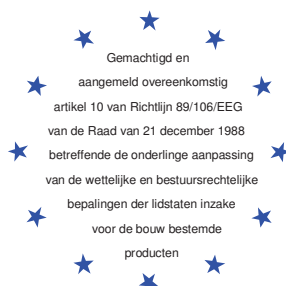 Gemachtigd en
aangemeld overeenkomstig
artikel 10 van Richtlijn 89/106/EEG
van de Raad van 21 december 1988
betreffende de onderlinge aanpassing
van de wettelijke en bestuursrechtelijke
bepalingen der lidstaten inzake
voor de bouw bestemde
producten